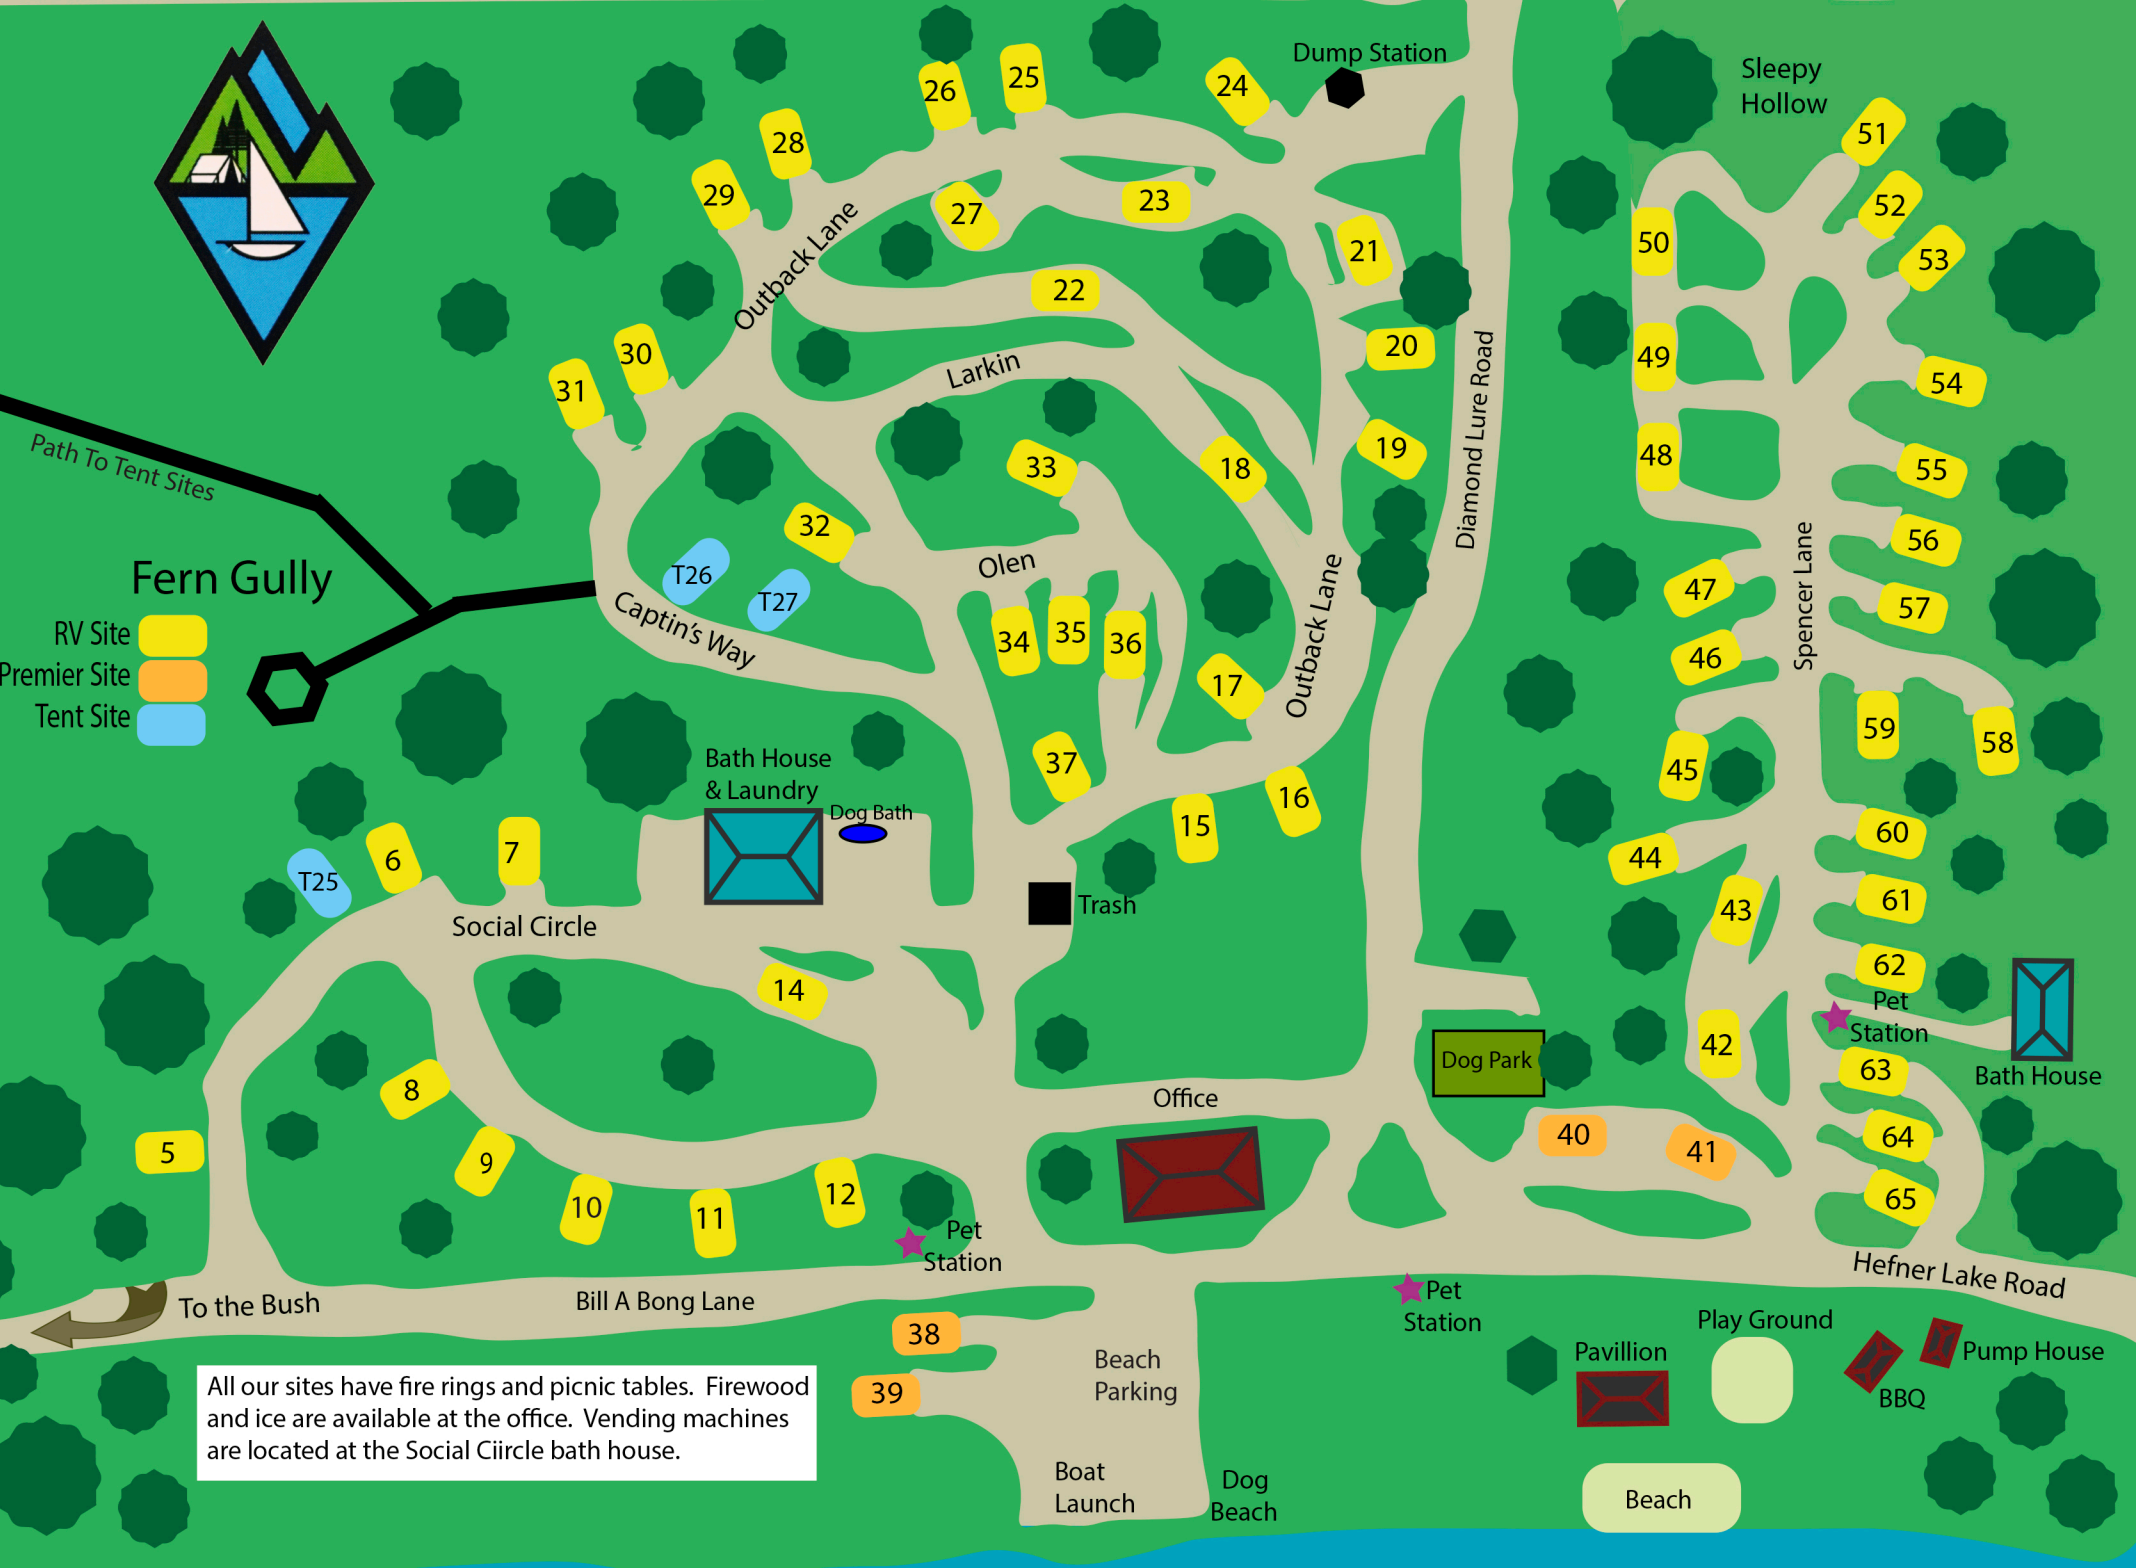 Dump Station
Sleepy
Hollow
24
25
26
28
29
27
23
21
22
20
30
31
Outback Lane
Larkin
33
18
19
Diamond Lure Road
51
52
53
50
49
48
54
55
56
57
Path To Tent Sites
Fern Gully
RV Site
Premier Site
Tent Site
32
T26
T27
Captin's Way
Olen
34
35
36
37
17
Outback Lane
16
15
47
46
45
44
43
42
Spencer Lane
59
58
60
61
62
Pet
Station
Bath House
63
64
65
Bath House
& Laundry
Dog Bath
Trash
T25
6
7
Social Circle
14
5
8
9
10
11
12
Pet
Station
Office
Dog Park
40
41
Hefner Lake Road
To the Bush
Bill A Bong Lane
38
39
Beach
Parking
Pet
Station
Pavillion
Play Ground
BBQ
Pump House
All our sites have fire rings and picnic tables.  Firewood
and ice are available at the office.  Vending machines
are located at the Social Ciircle bath house.
Boat
Launch
Dog
Beach
Beach